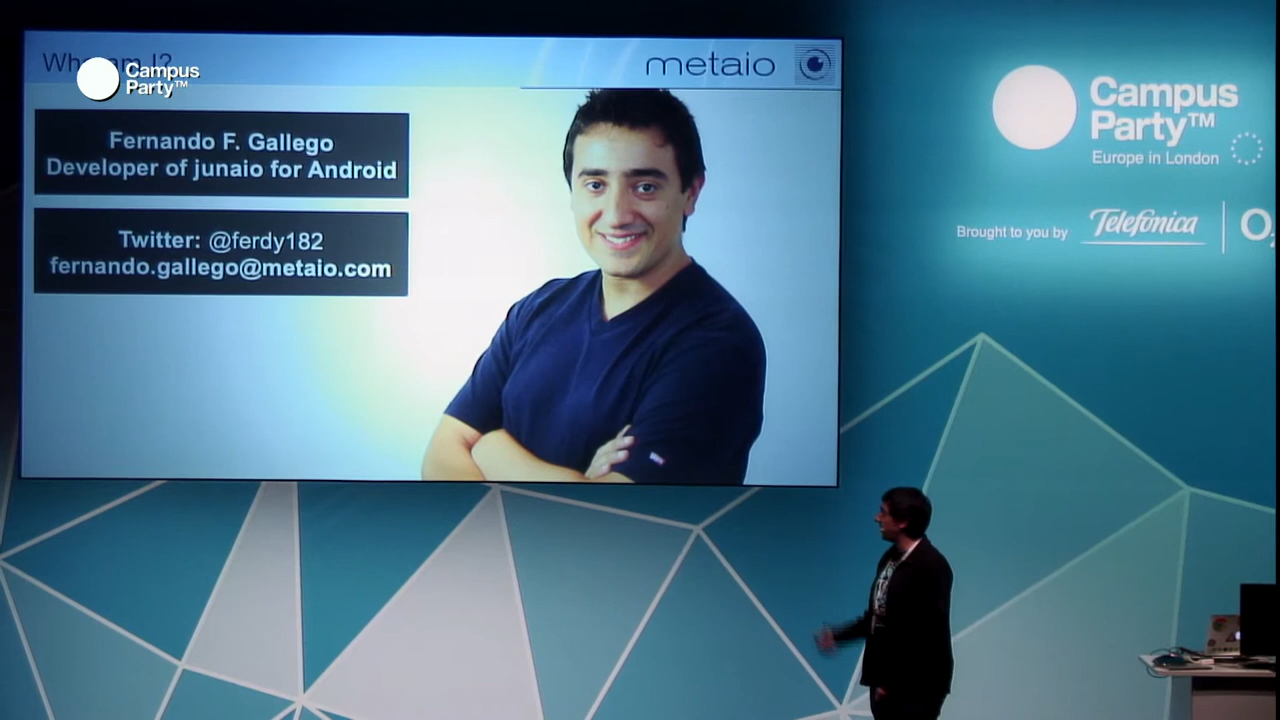 Campus
Party™
metaio
Fernando F. Gallego
Developer of junaio for Android
Twitter: @ferdy182
fernando.gallego@metaio.com
Campus
Party™
Europe in London
Brought to you by
Telefónica